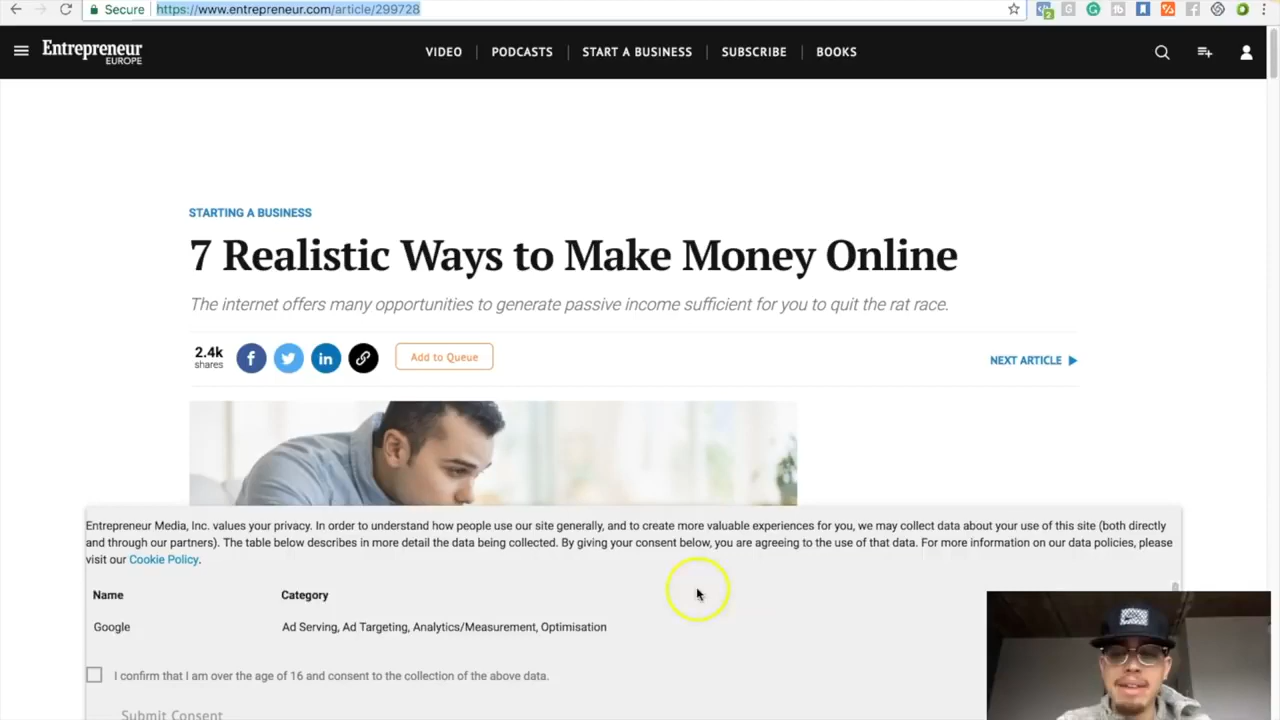 Secure
https://www.entrepreneur.com/article/299728
Entrepreneur
EUROPE
VIDEO
PODCASTS
START A BUSINESS
SUBSCRIBE
BOOKS
STARTING A BUSINESS
7 Realistic Ways to Make Money Online
The internet offers many opportunities to generate passive income sufficient for you to quit the rat race.
2.4k
shares
Add to Queue
NEXT ARTICLE
Entrepreneur Media, Inc. values your privacy. In order to understand how people use our site generally, and to create more valuable experiences for you, we may collect data about your use of this site (both directly
and through our partners). The table below describes in more detail the data being collected. By giving your consent below, you are agreeing to the use of that data. For more information on our data policies, please
visit our Cookie Policy.
Name Category
Google Ad Serving, Ad Targeting, Analytics/Measurement, Optimisation
I confirm that I am over the age of 16 and consent to the collection of the above data.
Submit Consent